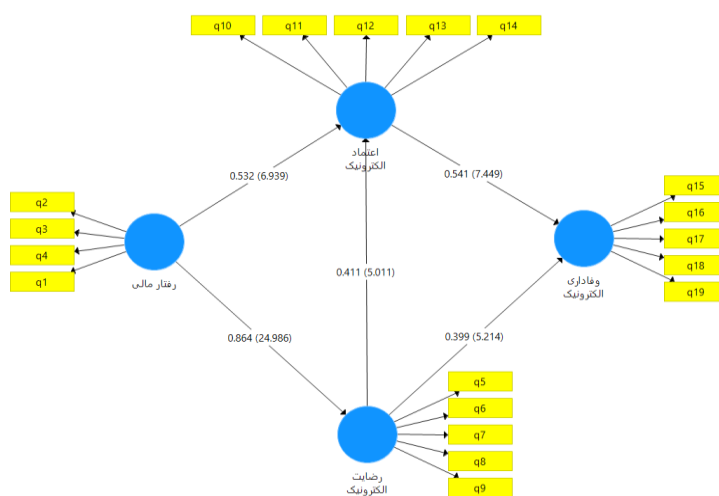 q10
q11
q12
q13
q14
اعتماد
الکترونیک
0.532 (6.939)
0.541 (7.449)
q2
q3
q4
q1
رفتار مالی
0.411 (5.011)
q15
q16
q17
q18
q19
وفاداری
الکترونیک
0.864 (24.986)
0.399 (5.214)
q5
q6
q7
q8
q9
رضایت
الکترونیک